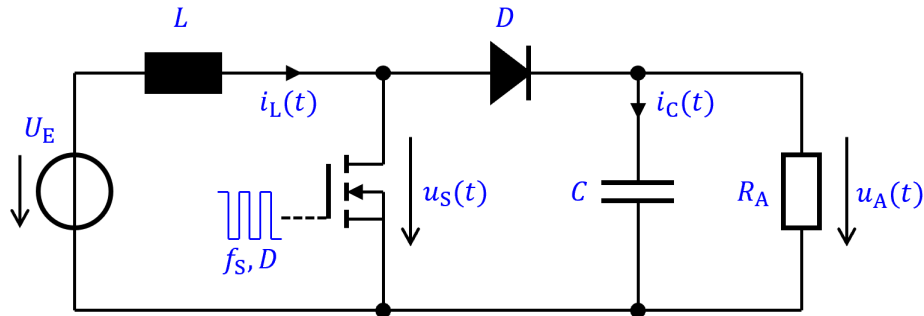 L
D
i_L(t)
i_C(t)
U_E
u_S(t)
C
R_A
u_A(t)
f_S, D